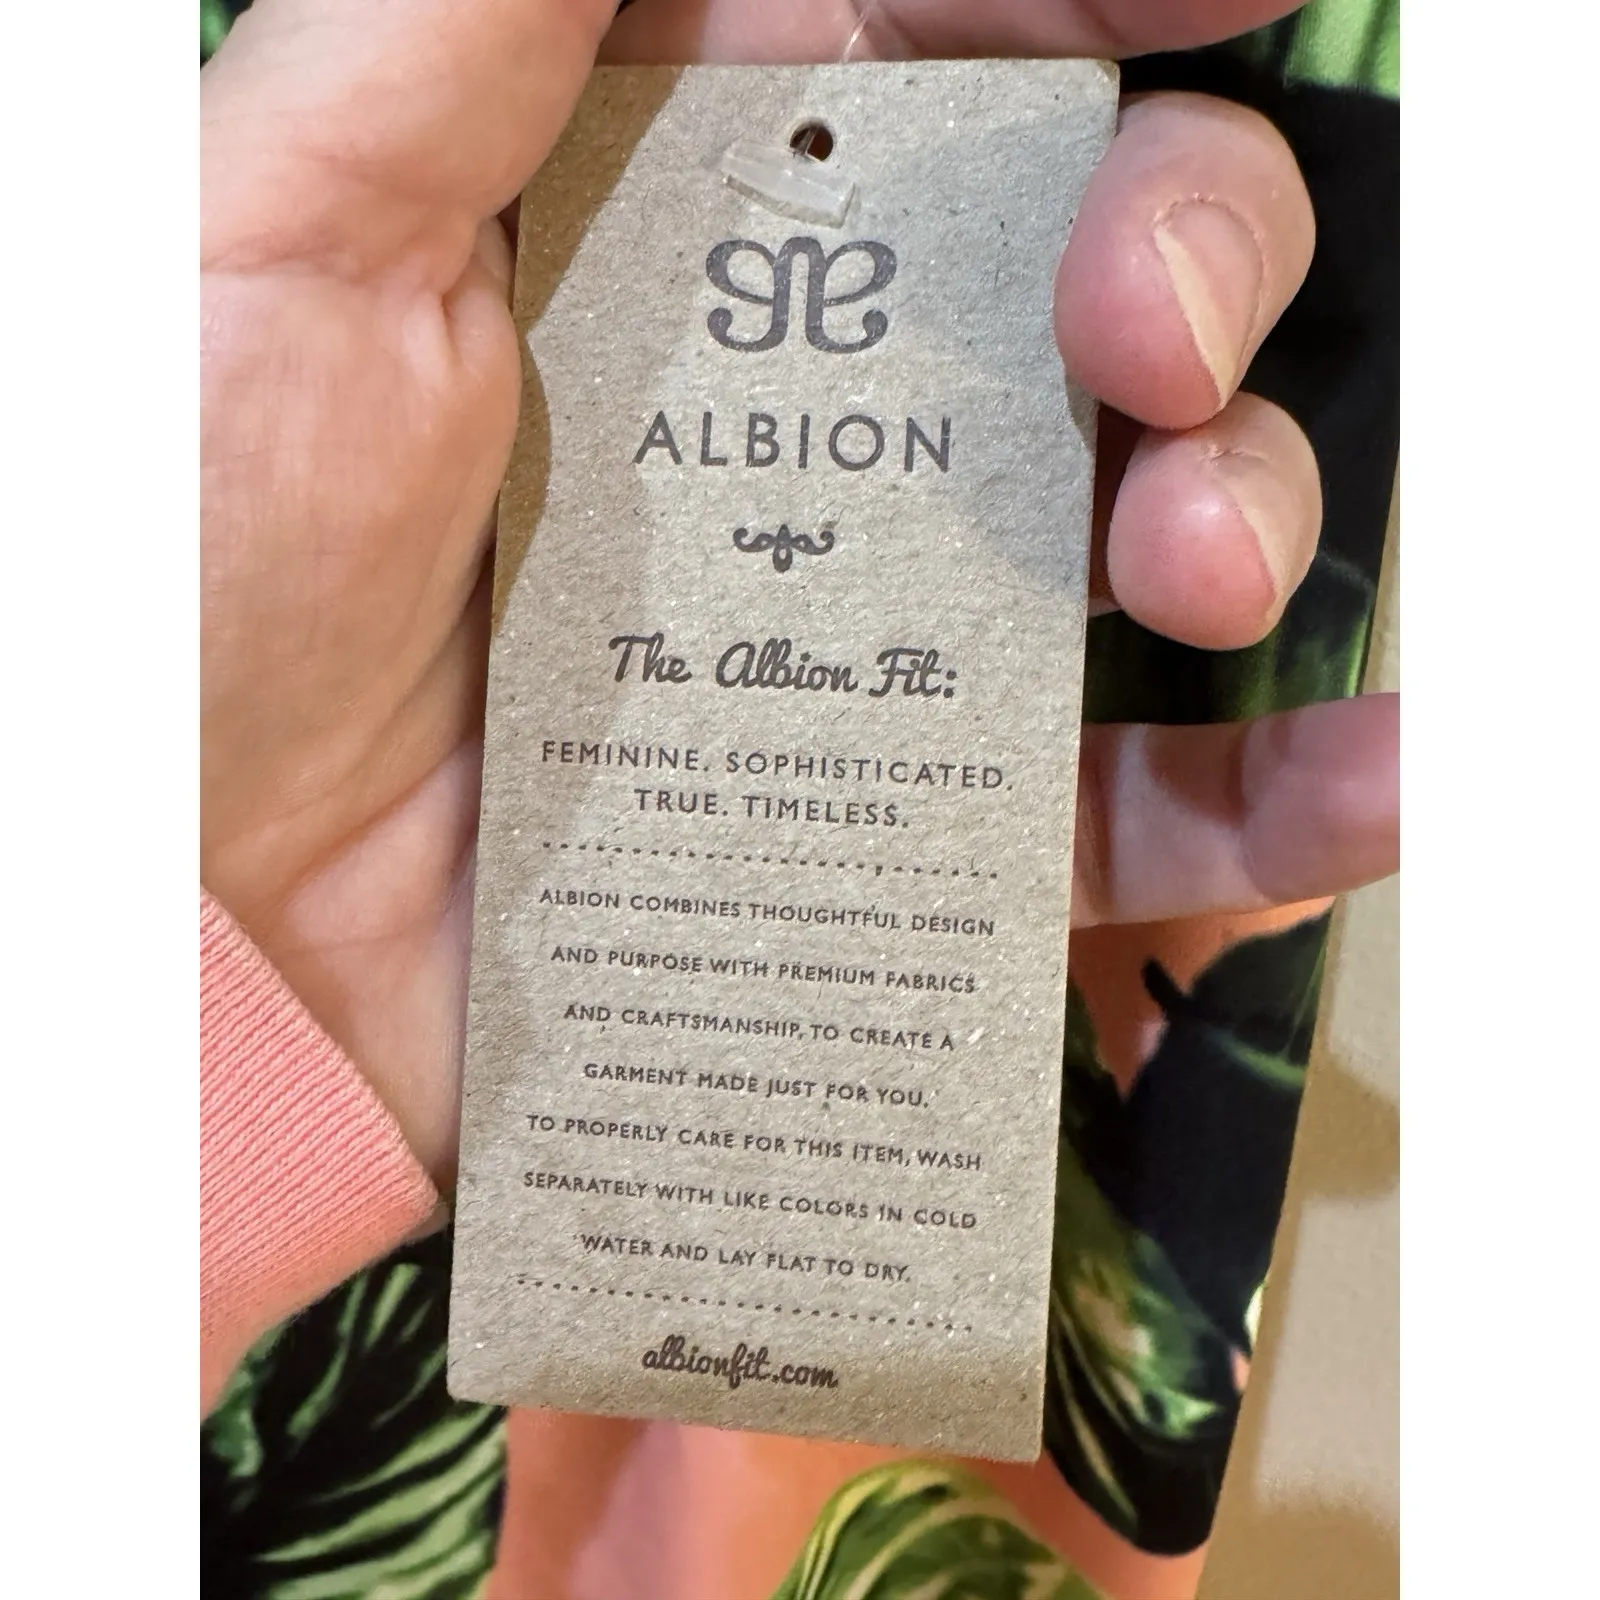 ALBION
The Albion Fit:
FEMININE. SOPHISTICATED.
TRUE. TIMELESS.
ALBION COMBINES THOUGHTFUL DESIGN
AND PURPOSE WITH PREMIUM FABRICS
AND CRAFTSMANSHIP, TO CREATE A
GARMENT MADE JUST FOR YOU.
TO PROPERLY CARE FOR THIS ITEM, WASH
SEPARATELY WITH LIKE COLORS IN COLD
WATER AND LAY FLAT TO DRY.
albionfit.com